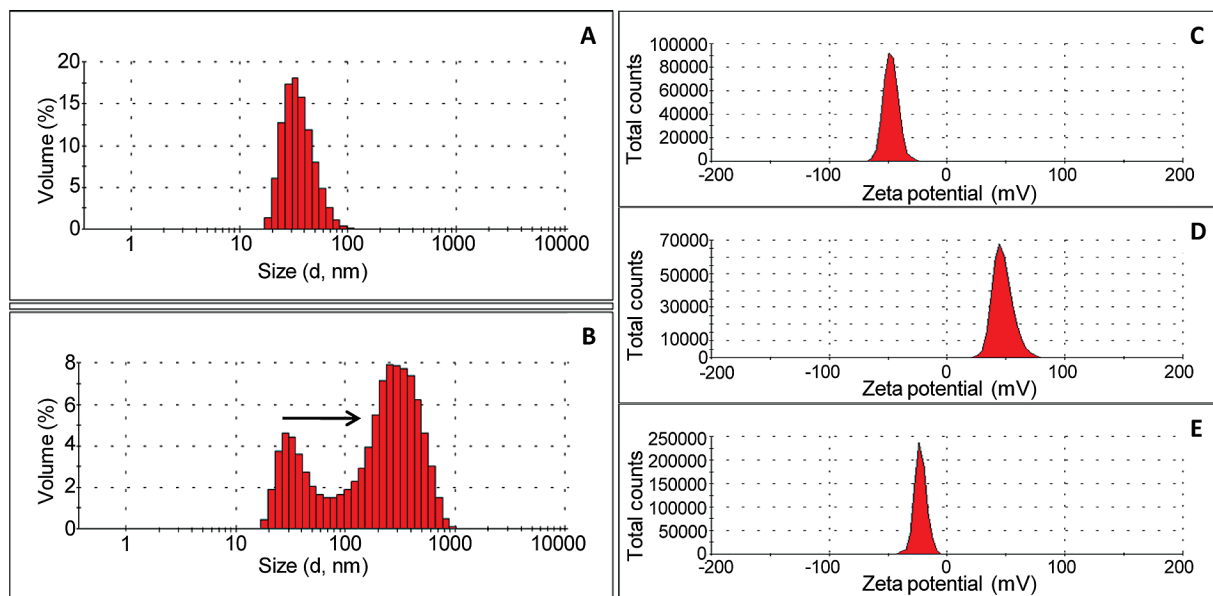 A
Volume (%)
20
15
10
5
0
1 10 100 1000 10000
Size (d, nm)
B
Volume (%)
8
6
4
2
0
1 10 100 1000 10000
Size (d, nm)
C
Total counts
100000
80000
60000
40000
20000
0
-200 -100 0 100 200
Zeta potential (mV)
D
Total counts
70000
60000
50000
40000
30000
20000
10000
0
-200 -100 0 100 200
Zeta potential (mV)
E
Total counts
250000
200000
150000
100000
50000
0
-200 -100 0 100 200
Zeta potential (mV)